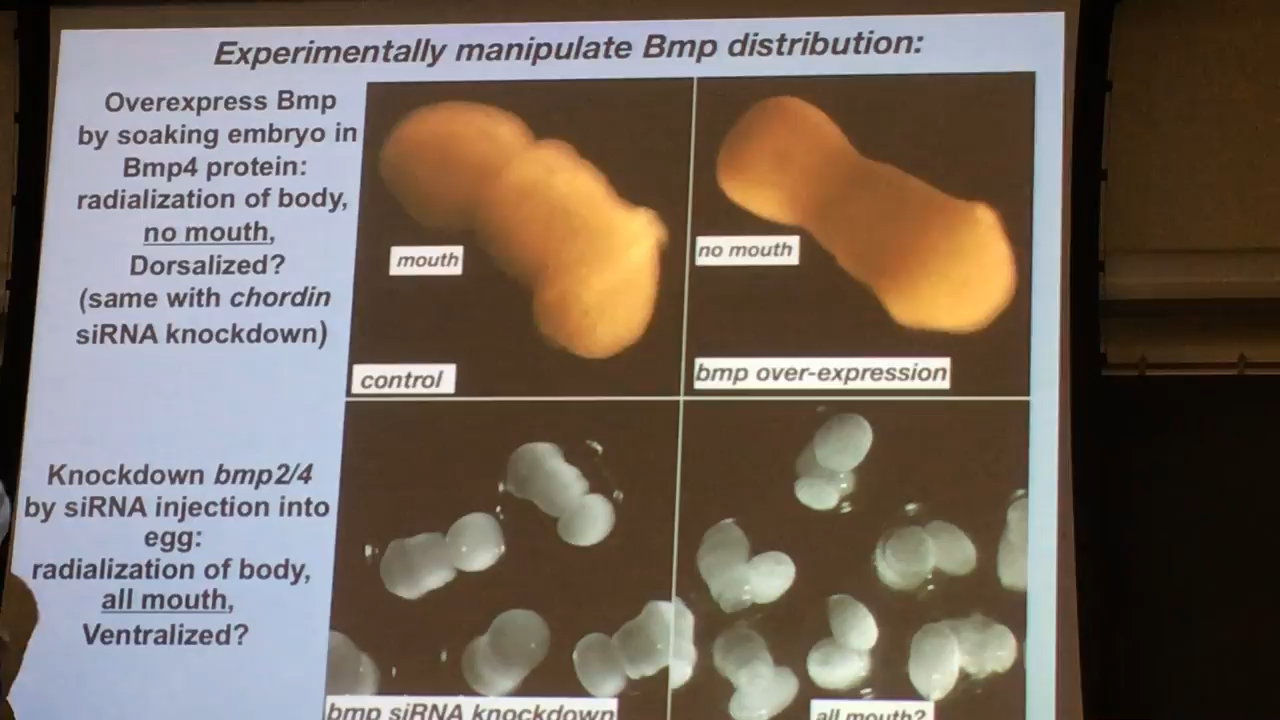 Experimentally manipulate Bmp distribution:
Overexpress Bmp
by soaking embryo in
Bmp4 protein:
radialization of body,
no mouth,
Dorsalized?
(same with chordin
siRNA knockdown)
mouth
control
no mouth
bmp over-expression
Knockdown bmp2/4
by siRNA injection into
egg:
radialization of body,
all mouth,
Ventralized?
bmp siRNA knockdown
all mouth?